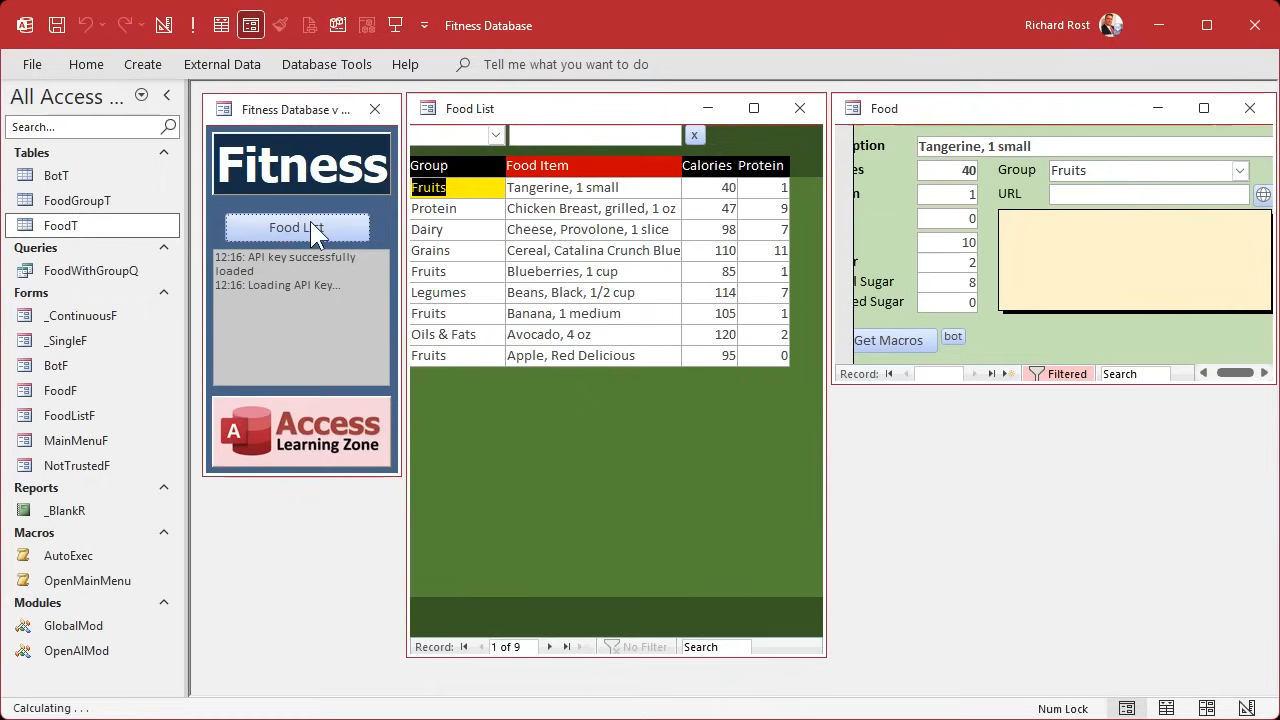 Fitness Database
Richard Rost
File Home Create External Data Database Tools Help Tell me what you want to do
All Access ...
Search...
Tables
BotT
FoodGroupT
FoodT
Queries
FoodWithGroupQ
Forms
_ContinuousF
_SingleF
BotF
FoodF
FoodListF
MainMenuF
NotTrustedF
Reports
_BlankR
Macros
AutoExec
OpenMainMenu
Modules
GlobalMod
OpenAIMod
Fitness Database v ...
Fitness
Food List
12:16: API key successfully
loaded
12:16: Loading API Key...
A Access
Learning Zone
Food List
x
Group Food Item Calories Protein
Fruits Tangerine, 1 small 40 1
Protein Chicken Breast, grilled, 1 oz 47 9
Dairy Cheese, Provolone, 1 slice 98 7
Grains Cereal, Catalina Crunch Blue 110 11
Fruits Blueberries, 1 cup 85 1
Legumes Beans, Black, 1/2 cup 114 7
Fruits Banana, 1 medium 105 1
Oils & Fats Avocado, 4 oz 120 2
Fruits Apple, Red Delicious 95 0
Record: 1 of 9 No Filter Search
Food
ption Tangerine, 1 small
es 40 Group Fruits
n 1 URL
0
10
r 2
l Sugar 8
ed Sugar 0
Get Macros bot
Record: Filtered Search
Calculating . . .
Num Lock